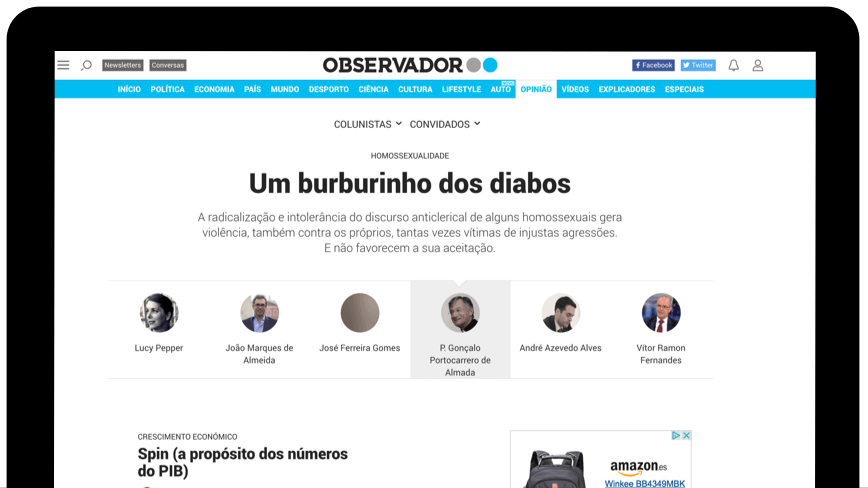 Newsletters Conversas OBSERVADOR Facebook Twitter
INÍCIO POLÍTICA ECONOMIA PAÍS MUNDO DESPORTO CIÊNCIA CULTURA LIFESTYLE AUTO OPINIÃO VÍDEOS EXPLICADORES ESPECIAIS
COLUNISTAS CONVIDADOS
HOMOSSEXUALIDADE
Um burburinho dos diabos
A radicalização e intolerância do discurso anticlerical de alguns homossexuais gera
violência, também contra os próprios, tantas vezes vítimas de injustas agressões.
E não favorecem a sua aceitação.
Lucy Pepper
João Marques de
Almeida
José Ferreira Gomes
P. Gonçalo
Portocarrero de
Almada
André Azevedo Alves
Vítor Ramon
Fernandes
CRESCIMENTO ECONÓMICO
Spin (a propósito dos números
do PIB)
amazon.es
Winkee BB4349MBK